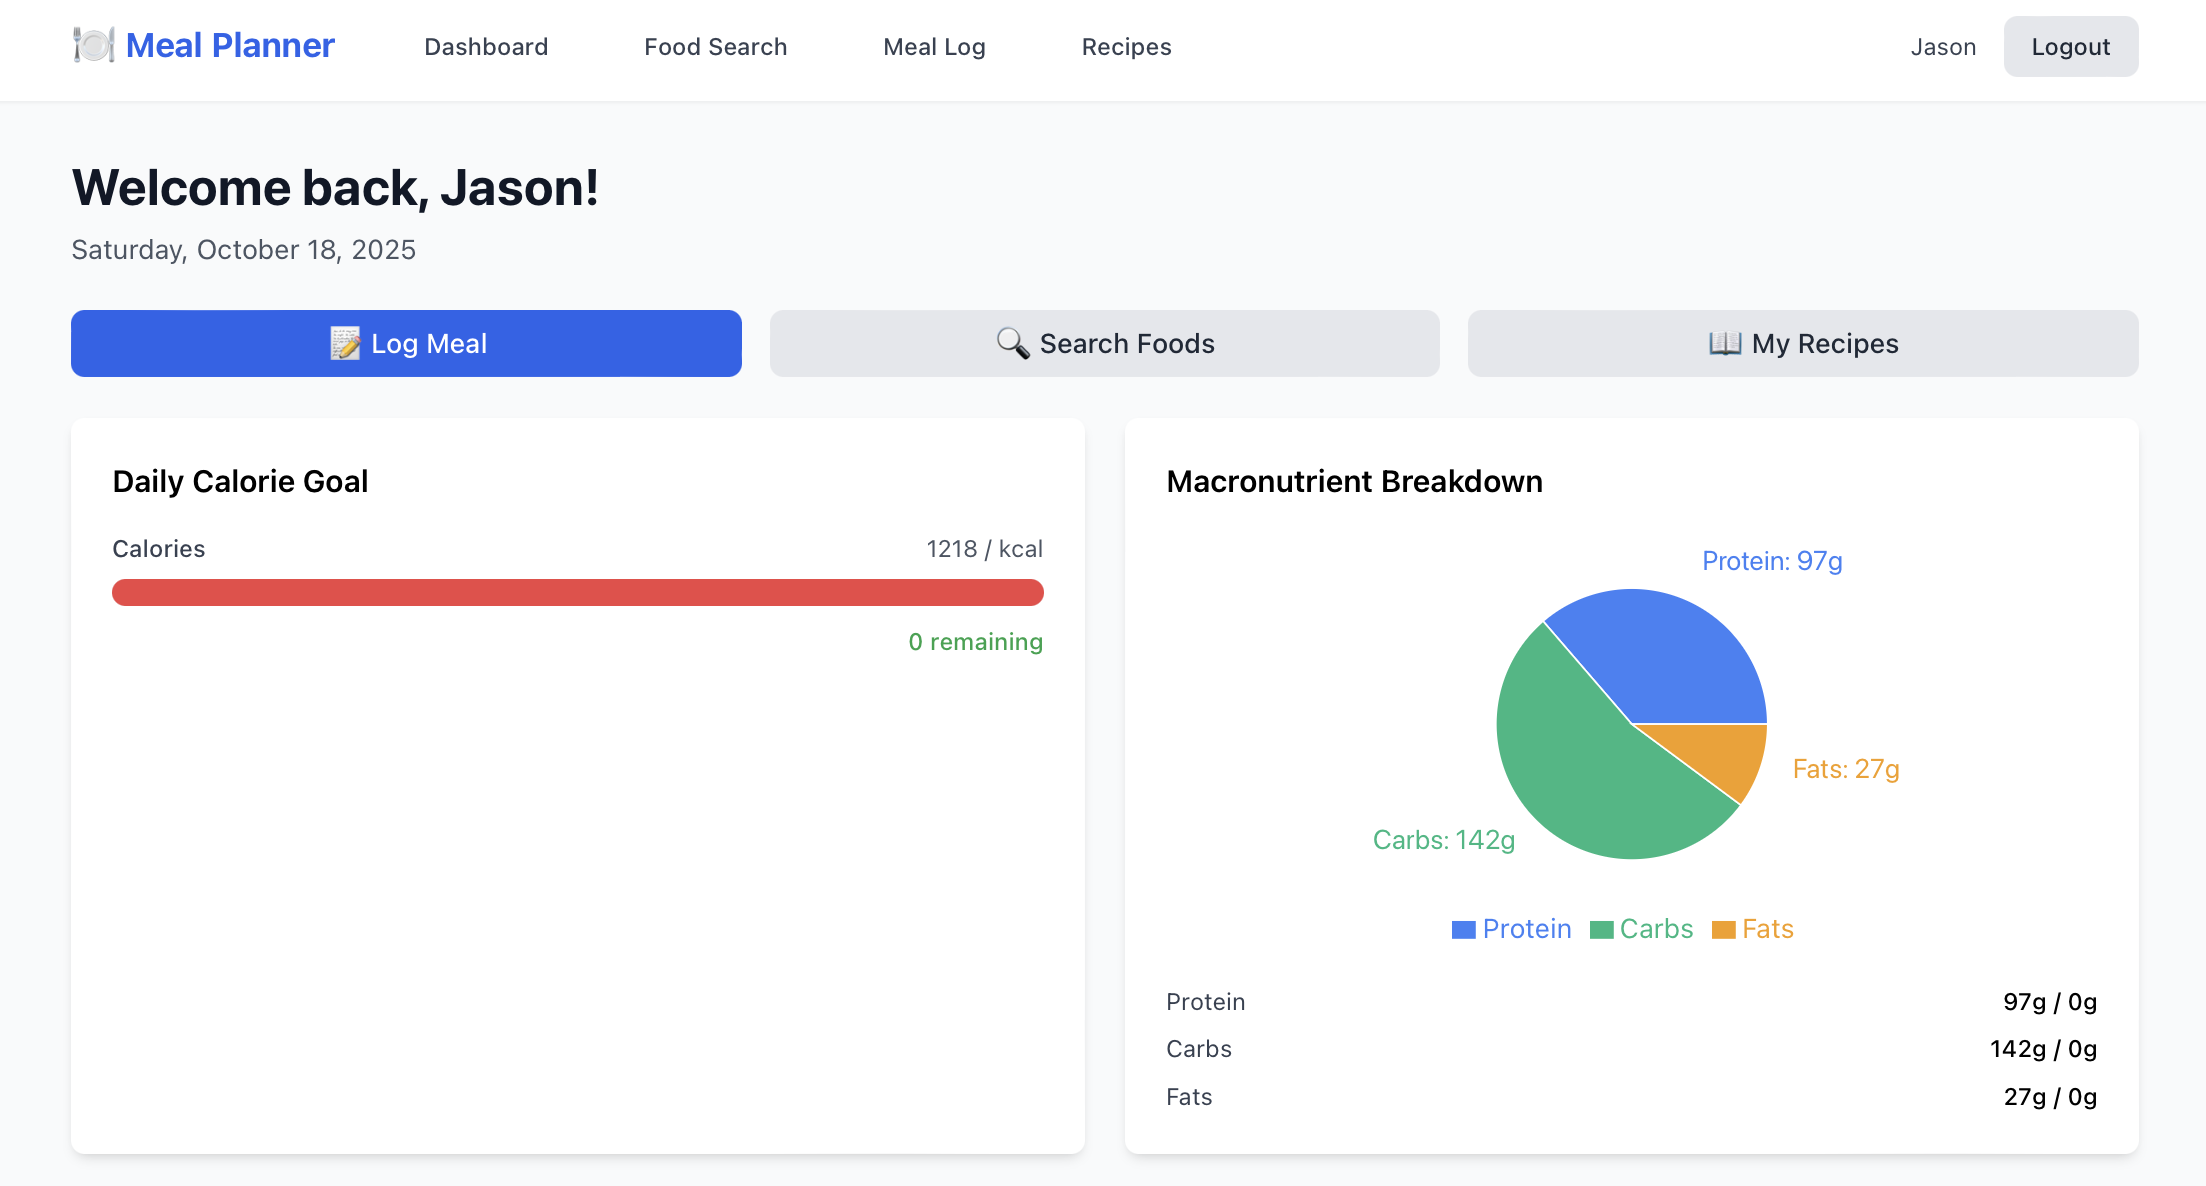 🍽️ Meal Planner Dashboard Food Search Meal Log Recipes Jason Logout
Welcome back, Jason!
Saturday, October 18, 2025
📝 Log Meal
🔍 Search Foods
📖 My Recipes
Daily Calorie Goal
Calories 1218 / kcal
0 remaining
Macronutrient Breakdown
Protein: 97g
Fats: 27g
Carbs: 142g
Protein Carbs Fats
Protein 97g / 0g
Carbs 142g / 0g
Fats 27g / 0g